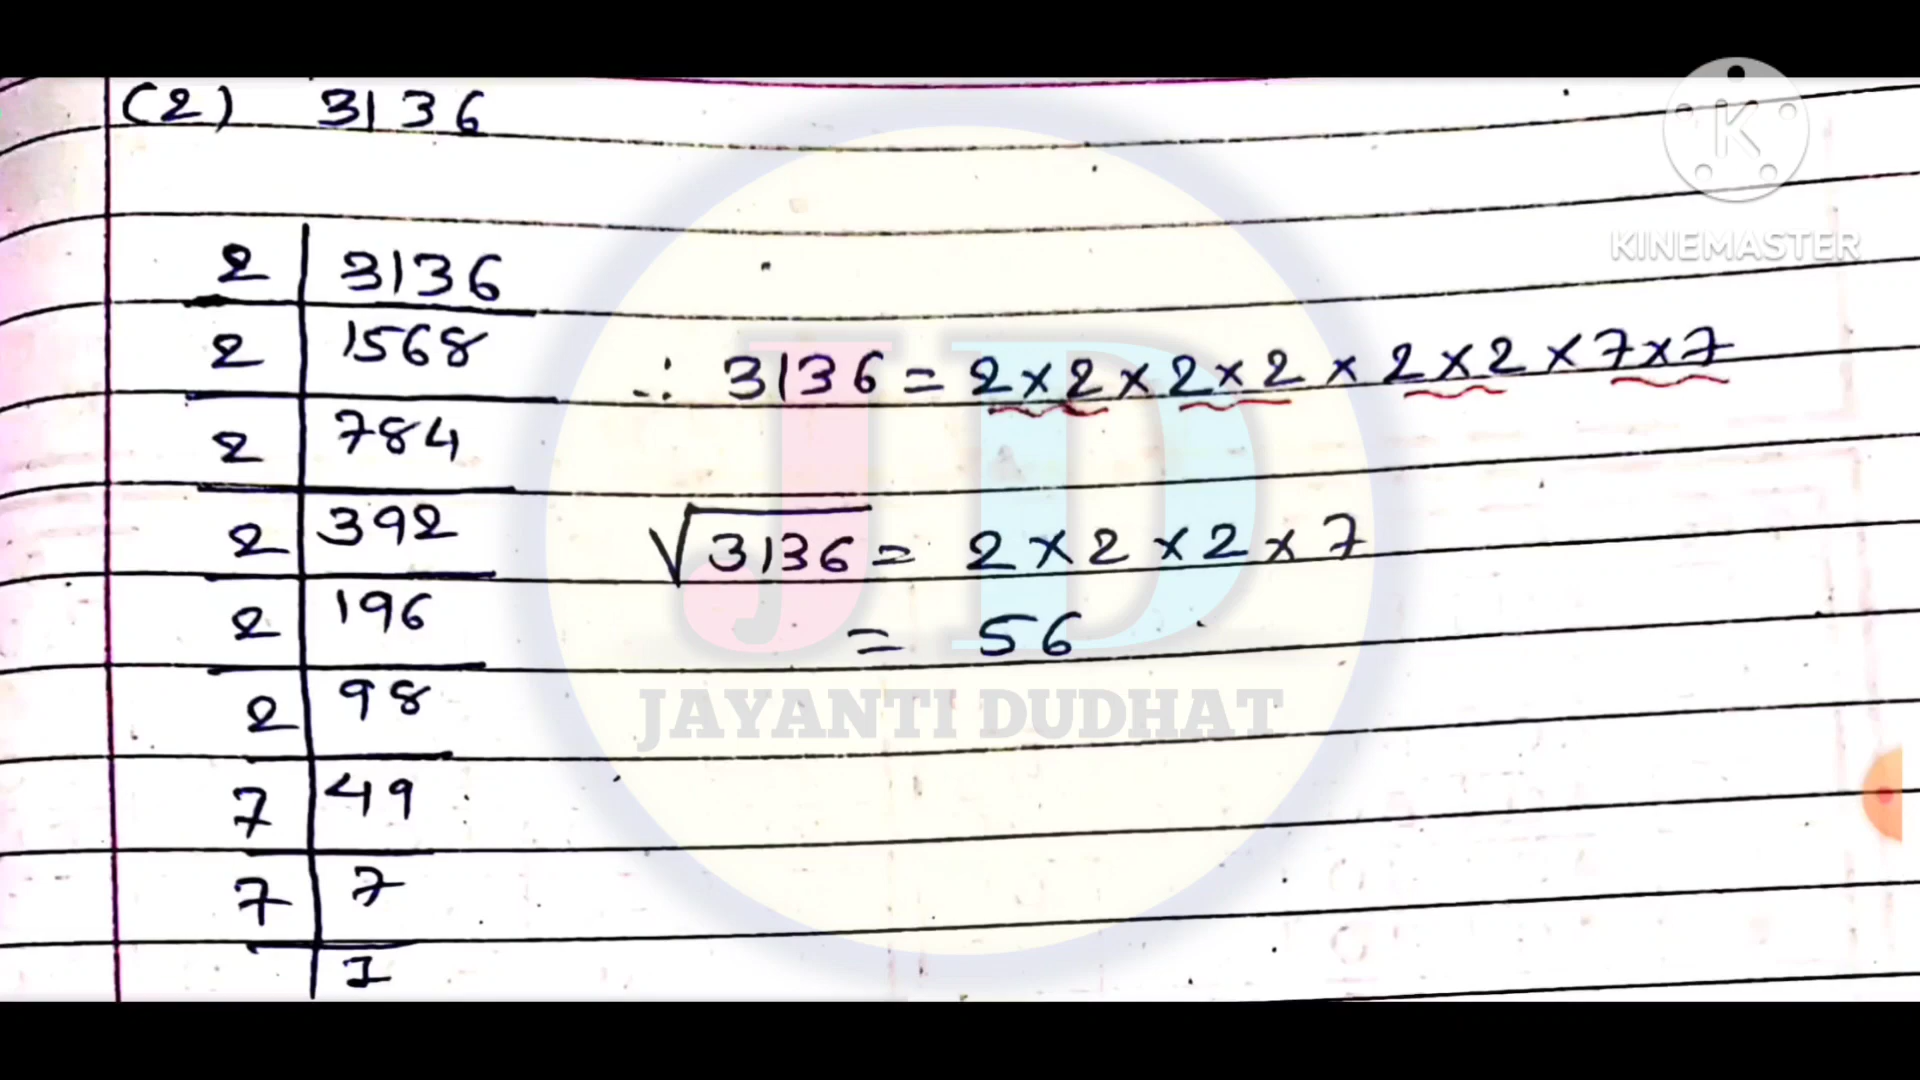 (2) 3136
2 | 3136
2 | 1568
2 | 784
2 | 392
2 | 196
2 | 98
7 | 49
7 | 7
1
∴ 3136 = 2×2×2×2×2×2×7×7
√3136 = 2×2×2×7
= 56
JD
JAYANTI DUDHAT
K
KINEMASTER